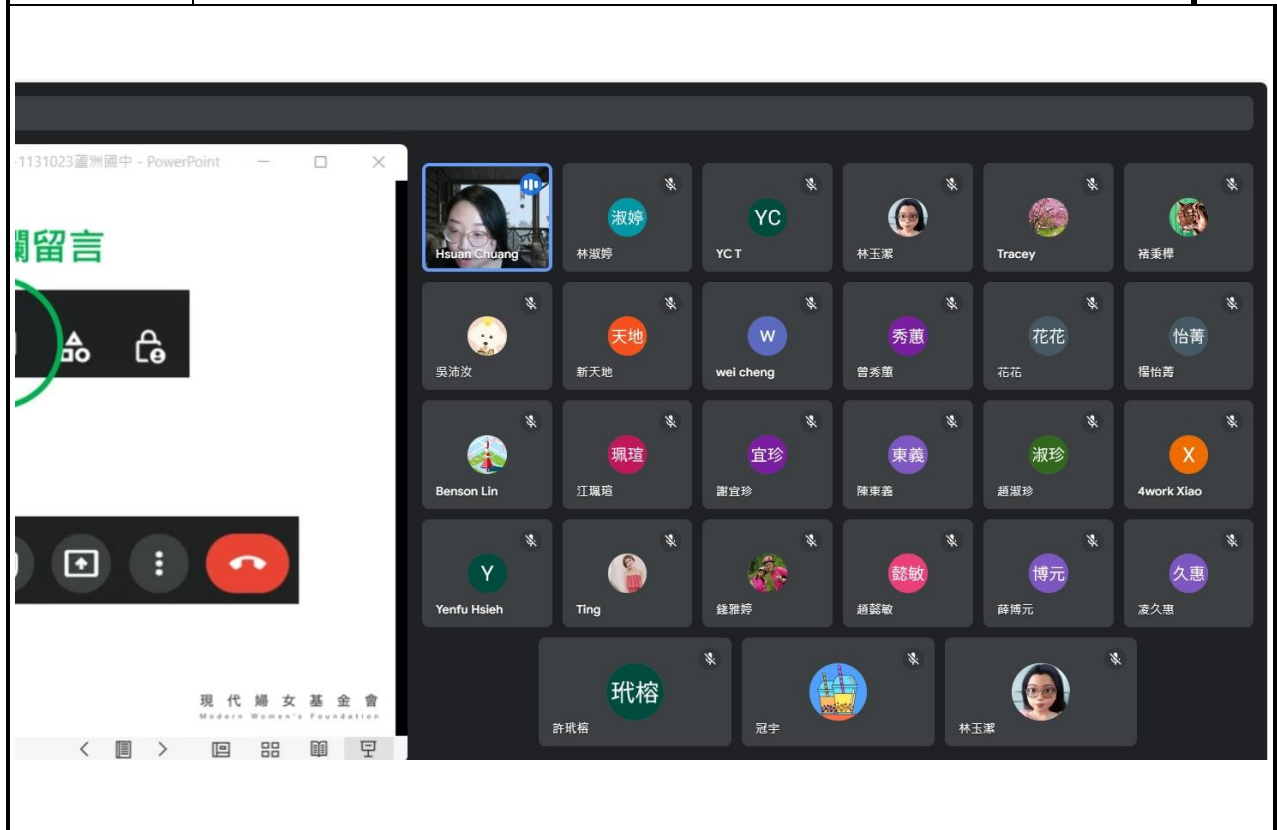 -1131023蘆洲國中 - PowerPoint
欄留言
現代婦女基金會
Modern Women's Foundation
Hsuan Chuang
淑婷
林淑婷
YC
YC T
林玉潔
Tracey
褚秉樺
吳沛汝
天地
新天地
W
wei cheng
秀蕙
曾秀蕙
花花
花花
怡菁
楊怡菁
Benson Lin
珮瑄
江珮瑄
宜珍
謝宜珍
東義
陳東義
淑珍
趙淑珍
X
4work Xiao
Y
Yenfu Hsieh
Ting
鍾雅婷
懿敏
趙懿敏
博元
薛博元
久惠
凌久惠
玳榕
許玳榕
冠宇
林玉潔